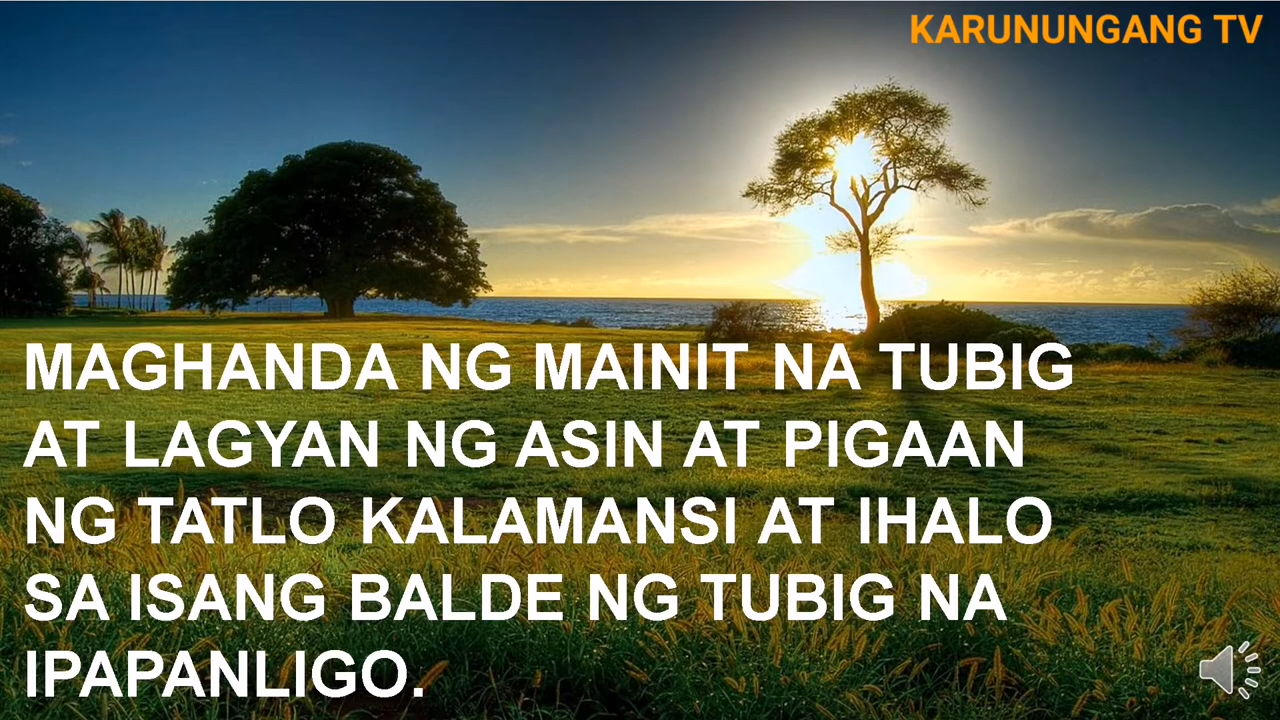 KARUNUNGANG TV
MAGHANDA NG MAINIT NA TUBIG
AT LAGYAN NG ASIN AT PIGAAN
NG TATLO KALAMANSI AT IHALO
SA ISANG BALDE NG TUBIG NA
IPAPANLIGO.